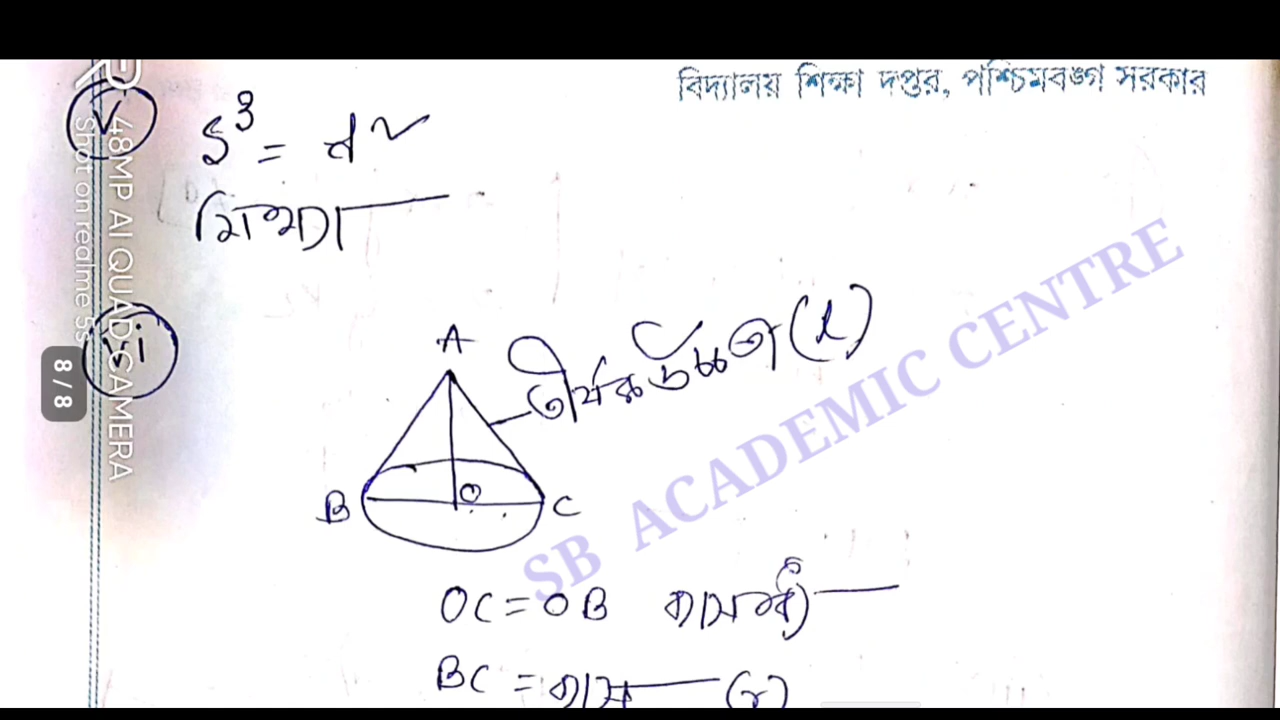 বিদ্যালয় শিক্ষা দপ্তর, পশ্চিমবঙ্গ সরকার
v
S³ =
মিথ্যা
vi
A
তীর্যক উচ্চতা (l)
B
O
C
OC = OB ব্যাসার্ধ
BC = ব্যাস (r)
SB ACADEMIC CENTRE
48MP AI QUAD CAMERA
Shot on realme 5s
8 / 8